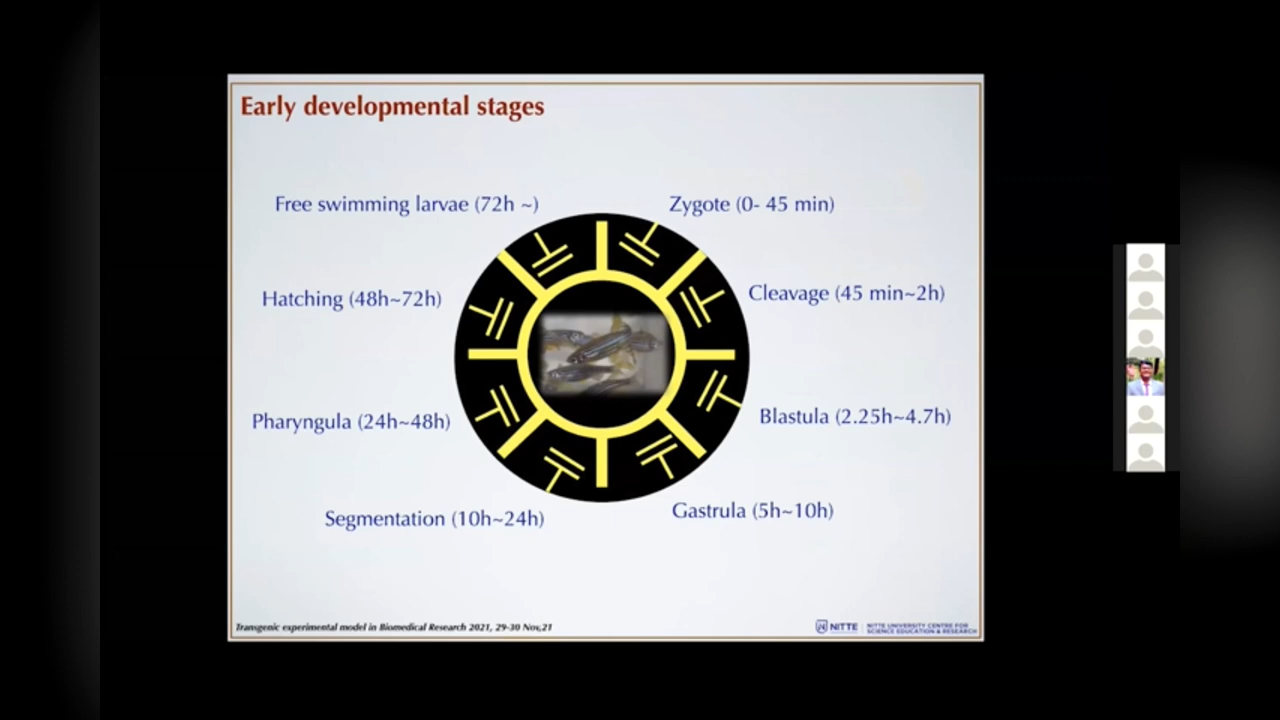 Early developmental stages
Free swimming larvae (72h ~)
Zygote (0- 45 min)
Hatching (48h~72h)
Cleavage (45 min~2h)
Pharyngula (24h~48h)
Blastula (2.25h~4.7h)
Segmentation (10h~24h)
Gastrula (5h~10h)
Transgenic experimental model in Biomedical Research 2021, 29-30 Nov,21
NITTE
NITTE UNIVERSITY CENTRE FOR
SCIENCE EDUCATION & RESEARCH